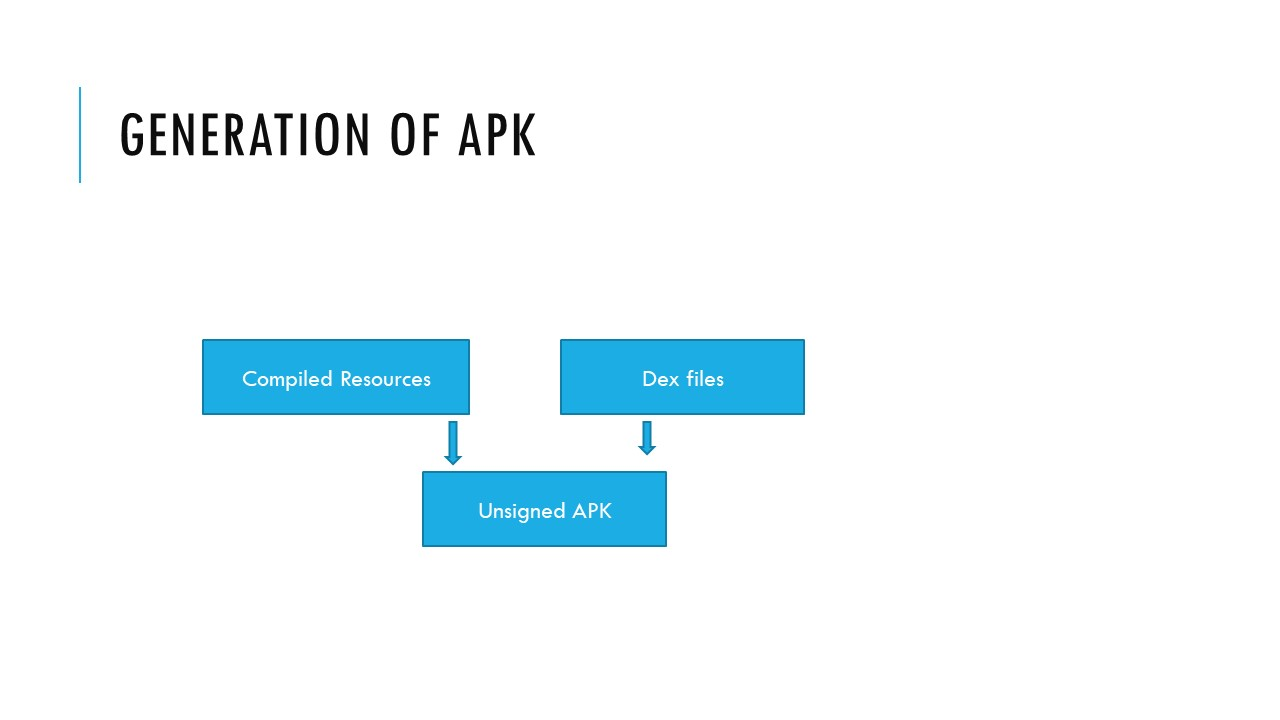 GENERATION OF APK
Compiled Resources
Dex files
Unsigned APK